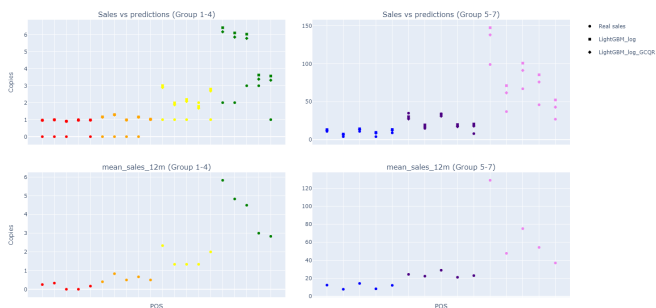 Sales vs predictions (Group 1-4)
Sales vs predictions (Group 5-7)
Real sales
LightGBM_log
LightGBM_log_GCQR
Copies
6
5
4
3
2
1
0
150
100
50
0
mean_sales_12m (Group 1-4)
mean_sales_12m (Group 5-7)
Copies
6
5
4
3
2
1
0
120
100
80
60
40
20
0
POS
POS